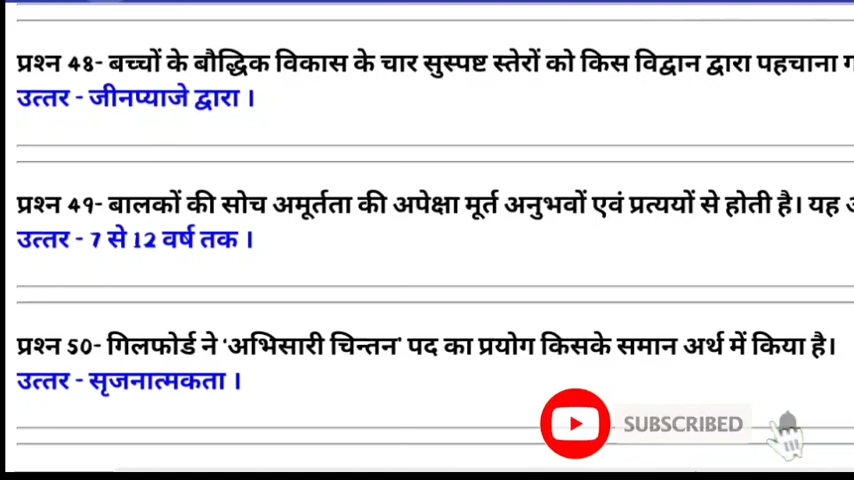 प्रश्न 48- बच्चों के बौद्धिक विकास के चार सुस्पष्ट स्तेरों को किस विद्वान द्वारा पहचाना
उत्तर - जीनप्याजे द्वारा ।
प्रश्न 49- बालकों की सोच अमूर्तता की अपेक्षा मूर्त अनुभवों एवं प्रत्ययों से होती है। यह
उत्तर - 7 से 12 वर्ष तक ।
प्रश्न 50- गिलफोर्ड ने ‘अभिसारी चिन्तन’ पद का प्रयोग किसके समान अर्थ में किया है।
उत्तर - सृजनात्मकता ।
SUBSCRIBED